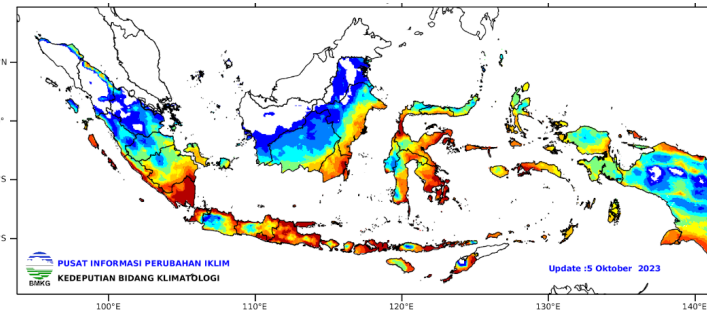 N
°
S
S
PUSAT INFORMASI PERUBAHAN IKLIM
KEDEPUTIAN BIDANG KLIMATOLOGI
BMKG
Update :5 Oktober 2023
100°E
110°E
120°E
130°E
140°E